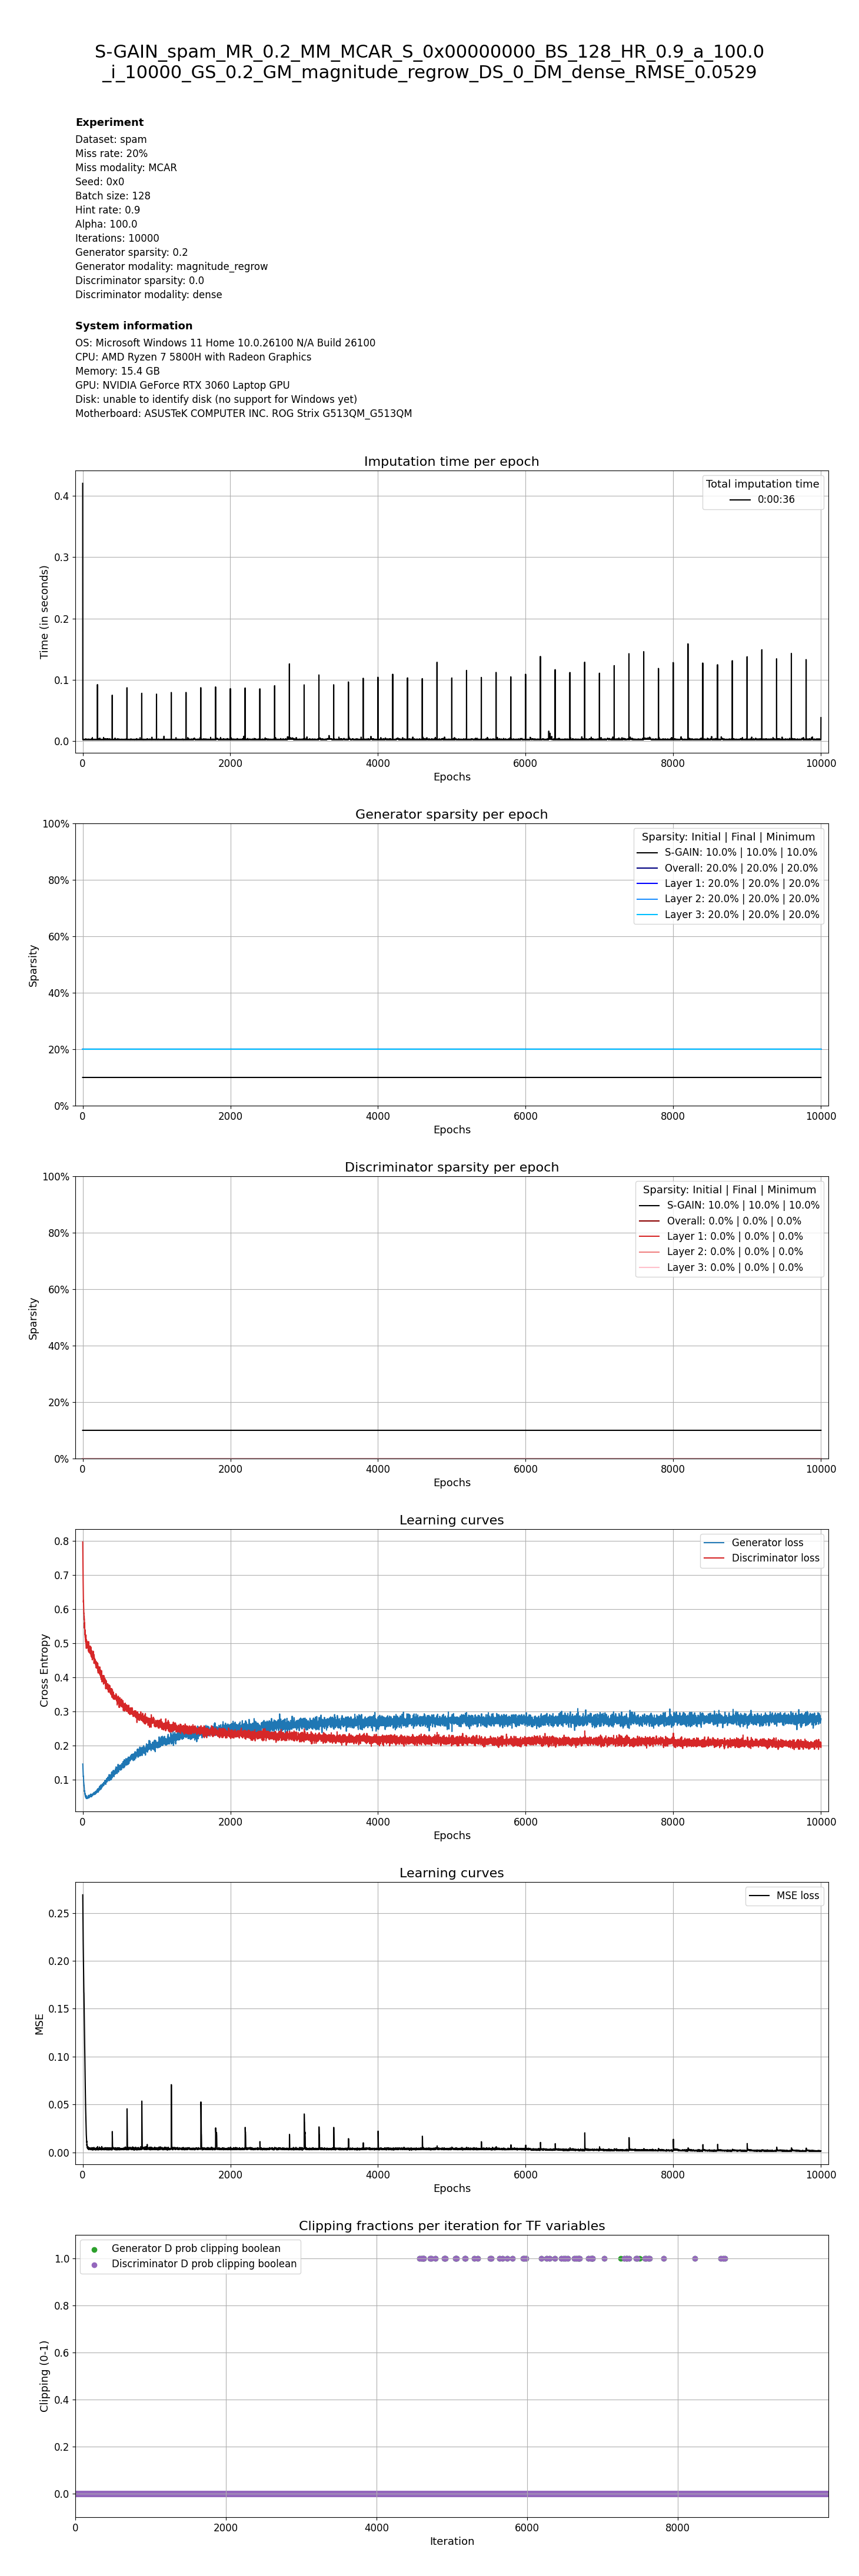 S-GAIN_spam_MR_0.2_MM_MCAR_S_0x00000000_BS_128_HR_0.9_a_100.0
_i_10000_GS_0.2_GM_magnitude_regrow_DS_0_DM_dense_RMSE_0.0529
Experiment
Dataset: spam
Miss rate: 20%
Miss modality: MCAR
Seed: 0x0
Batch size: 128
Hint rate: 0.9
Alpha: 100.0
Iterations: 10000
Generator sparsity: 0.2
Generator modality: magnitude_regrow
Discriminator sparsity: 0.0
Discriminator modality: dense
System information
OS: Microsoft Windows 11 Home 10.0.26100 N/A Build 26100
CPU: AMD Ryzen 7 5800H with Radeon Graphics
Memory: 15.4 GB
GPU: NVIDIA GeForce RTX 3060 Laptop GPU
Disk: unable to identify disk (no support for Windows yet)
Motherboard: ASUSTeK COMPUTER INC. ROG Strix G513QM_G513QM
Imputation time per epoch
Total imputation time
0:00:36
Time (in seconds)
0.4
0.3
0.2
0.1
0.0
0 2000 4000 6000 8000 10000
Epochs
Generator sparsity per epoch
Sparsity: Initial | Final | Minimum
S-GAIN: 10.0% | 10.0% | 10.0%
Overall: 20.0% | 20.0% | 20.0%
Layer 1: 20.0% | 20.0% | 20.0%
Layer 2: 20.0% | 20.0% | 20.0%
Layer 3: 20.0% | 20.0% | 20.0%
Sparsity
100%
80%
60%
40%
20%
0%
0 2000 4000 6000 8000 10000
Epochs
Discriminator sparsity per epoch
Sparsity: Initial | Final | Minimum
S-GAIN: 10.0% | 10.0% | 10.0%
Overall: 0.0% | 0.0% | 0.0%
Layer 1: 0.0% | 0.0% | 0.0%
Layer 2: 0.0% | 0.0% | 0.0%
Layer 3: 0.0% | 0.0% | 0.0%
Sparsity
100%
80%
60%
40%
20%
0%
0 2000 4000 6000 8000 10000
Epochs
Learning curves
Generator loss
Discriminator loss
Cross Entropy
0.8
0.7
0.6
0.5
0.4
0.3
0.2
0.1
0 2000 4000 6000 8000 10000
Epochs
Learning curves
MSE loss
MSE
0.25
0.20
0.15
0.10
0.05
0.00
0 2000 4000 6000 8000 10000
Epochs
Clipping fractions per iteration for TF variables
Generator D prob clipping boolean
Discriminator D prob clipping boolean
Clipping (0-1)
1.0
0.8
0.6
0.4
0.2
0.0
0 2000 4000 6000 8000
Iteration